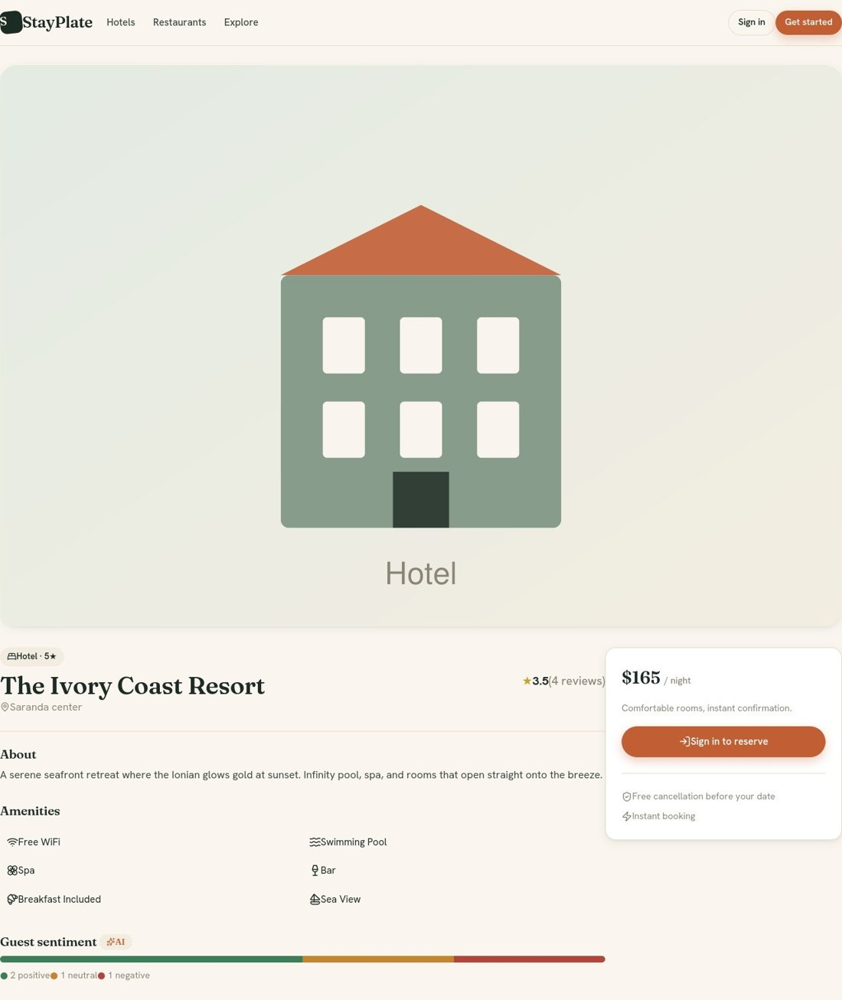 S StayPlate Hotels Restaurants Explore Sign in Get started
Hotel
Hotel · 5★
The Ivory Coast Resort
★3.5(4 reviews)
Saranda center
$165 / night
Comfortable rooms, instant confirmation.
Sign in to reserve
Free cancellation before your date
Instant booking
About
A serene seafront retreat where the Ionian glows gold at sunset. Infinity pool, spa, and rooms that open straight onto the breeze.
Amenities
Free WiFi
Swimming Pool
Spa
Bar
Breakfast Included
Sea View
Guest sentiment AI
2 positive 1 neutral 1 negative